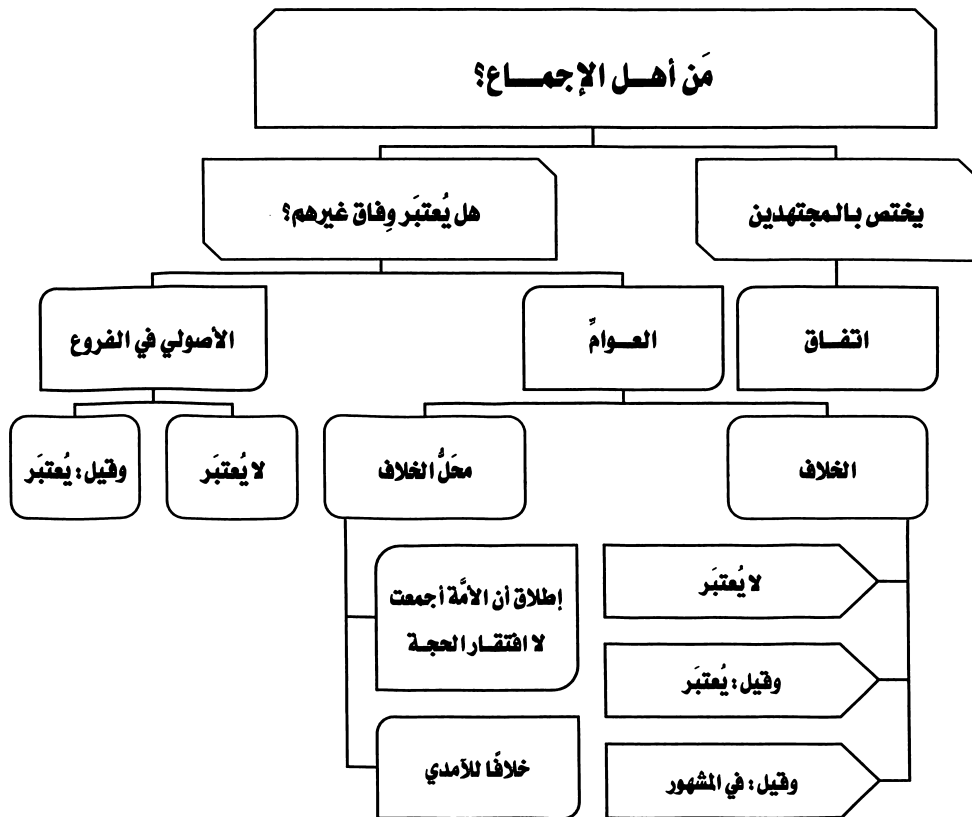 مَن أهـل الإجمـاع؟
يختص بالمجتهدين
هل يُعتبَر وِفاق غيرهم؟
اتفـاق
العـوامِّ
الأصولي في الفروع
الخلاف
محَلُّ الخلاف
لا يُعتبَر
وقيل: يُعتبَر
لا يُعتبَر
وقيل: يُعتبَر
وقيل: في المشهور
إطلاق أن الأمَّة أجمعت
لا افتقـار الحجـة
خلافًا للآمدي